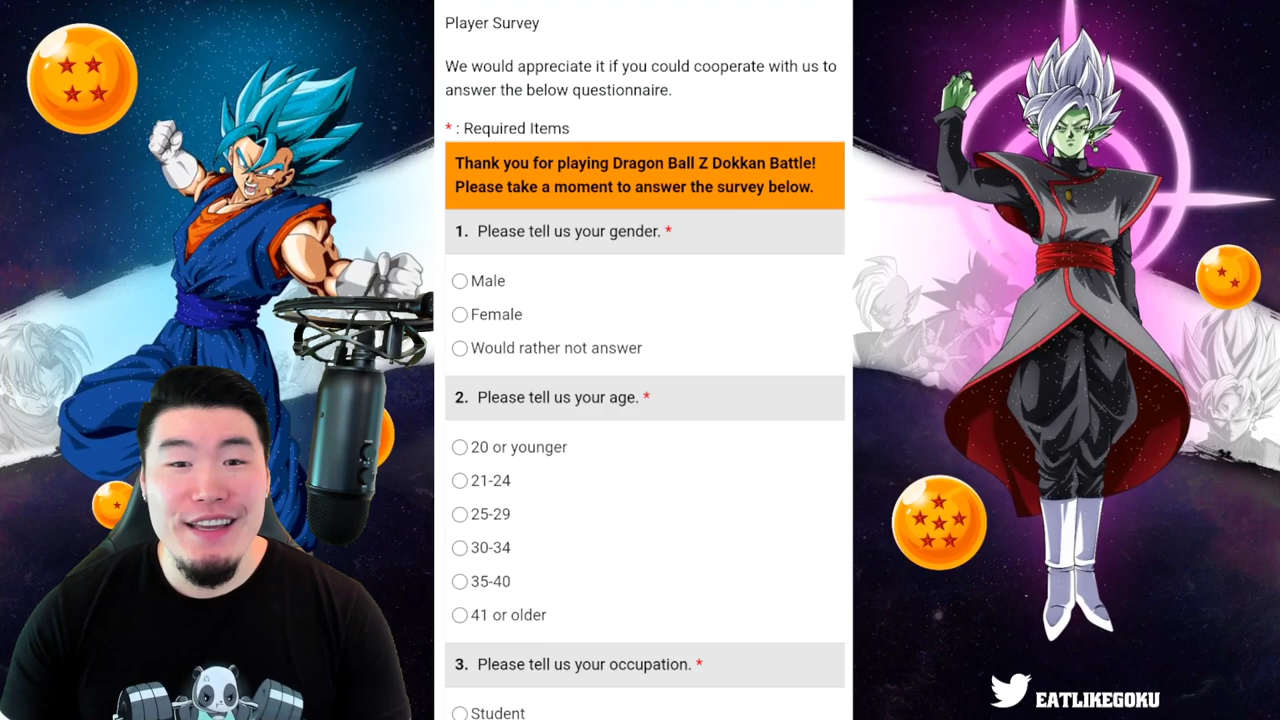 Player Survey
We would appreciate it if you could cooperate with us to
answer the below questionnaire.
* : Required Items
Thank you for playing Dragon Ball Z Dokkan Battle!
Please take a moment to answer the survey below.
1. Please tell us your gender. *
Male
Female
Would rather not answer
2. Please tell us your age. *
20 or younger
21-24
25-29
30-34
35-40
41 or older
3. Please tell us your occupation. *
Student
EATLIKEGOKU